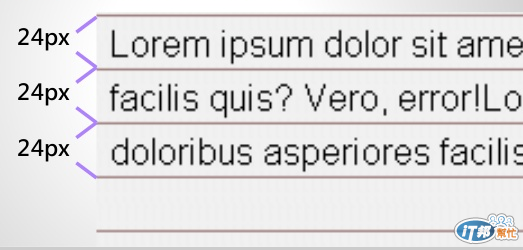 24px
Lorem ipsum dolor sit ame
24px
facilis quis? Vero, error!Lo
24px
doloribus asperiores facilis
iT邦幫忙